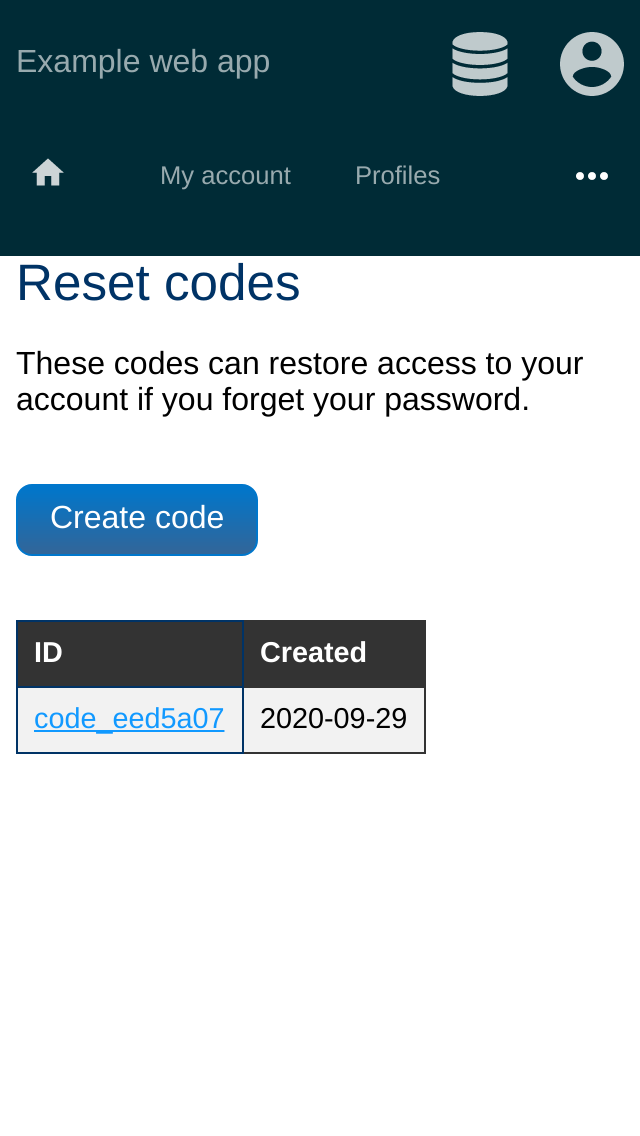 Example web app
My account Profiles
Reset codes
These codes can restore access to your
account if you forget your password.
Create code
ID Created
code_eed5a07 2020-09-29